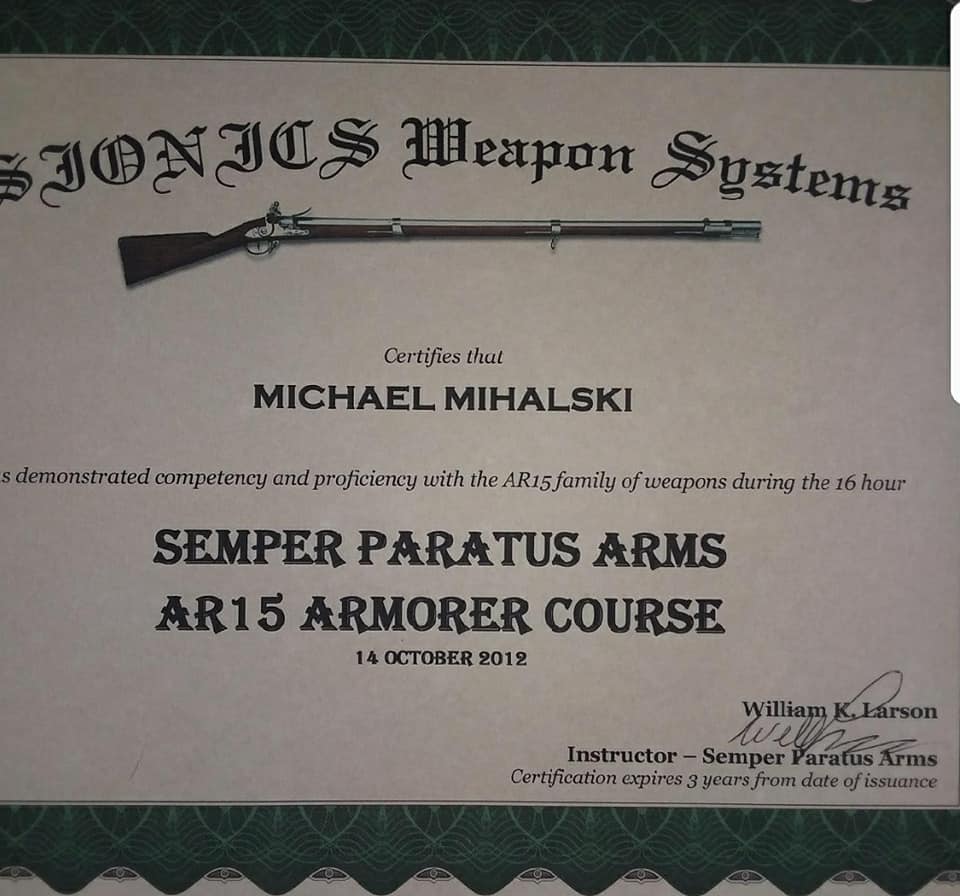 SIONICS Weapon Systems
Certifies that
MICHAEL MIHALSKI
s demonstrated competency and proficiency with the AR15 family of weapons during the 16 hour
SEMPER PARATUS ARMS
AR15 ARMORER COURSE
14 OCTOBER 2012
William K. Larson
Instructor – Semper Paratus Arms
Certification expires 3 years from date of issuance